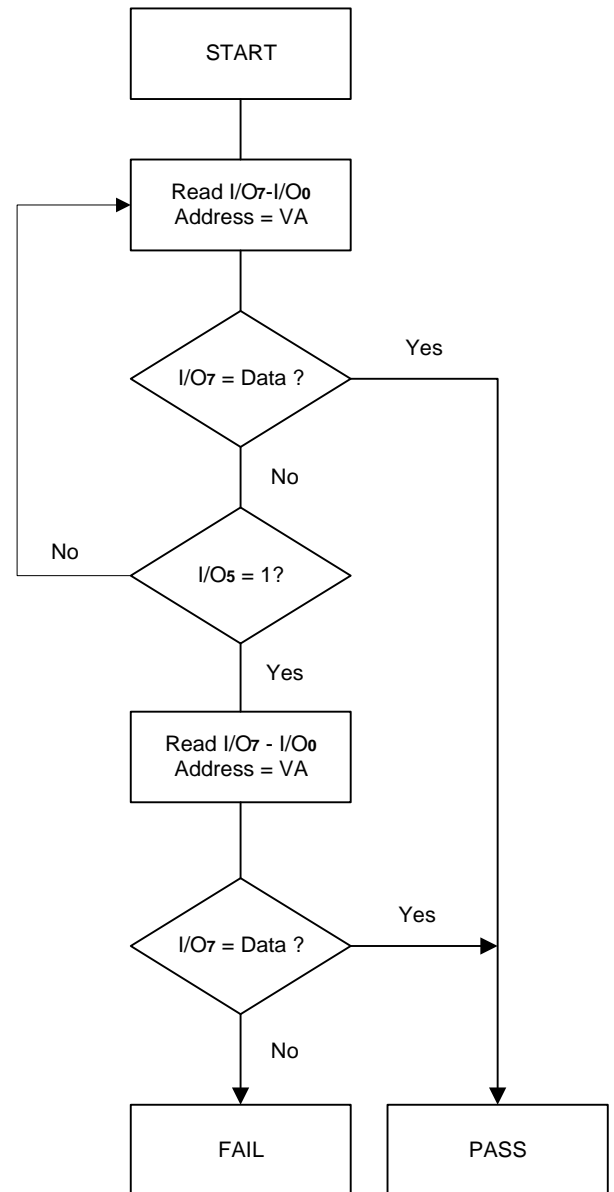 START
Read I/O7-I/O0
Address = VA
Yes
I/O7 = Data ?
No
No
I/O5 = 1?
Yes
Read I/O7 - I/O0
Address = VA
Yes
I/O7 = Data ?
No
FAIL
PASS